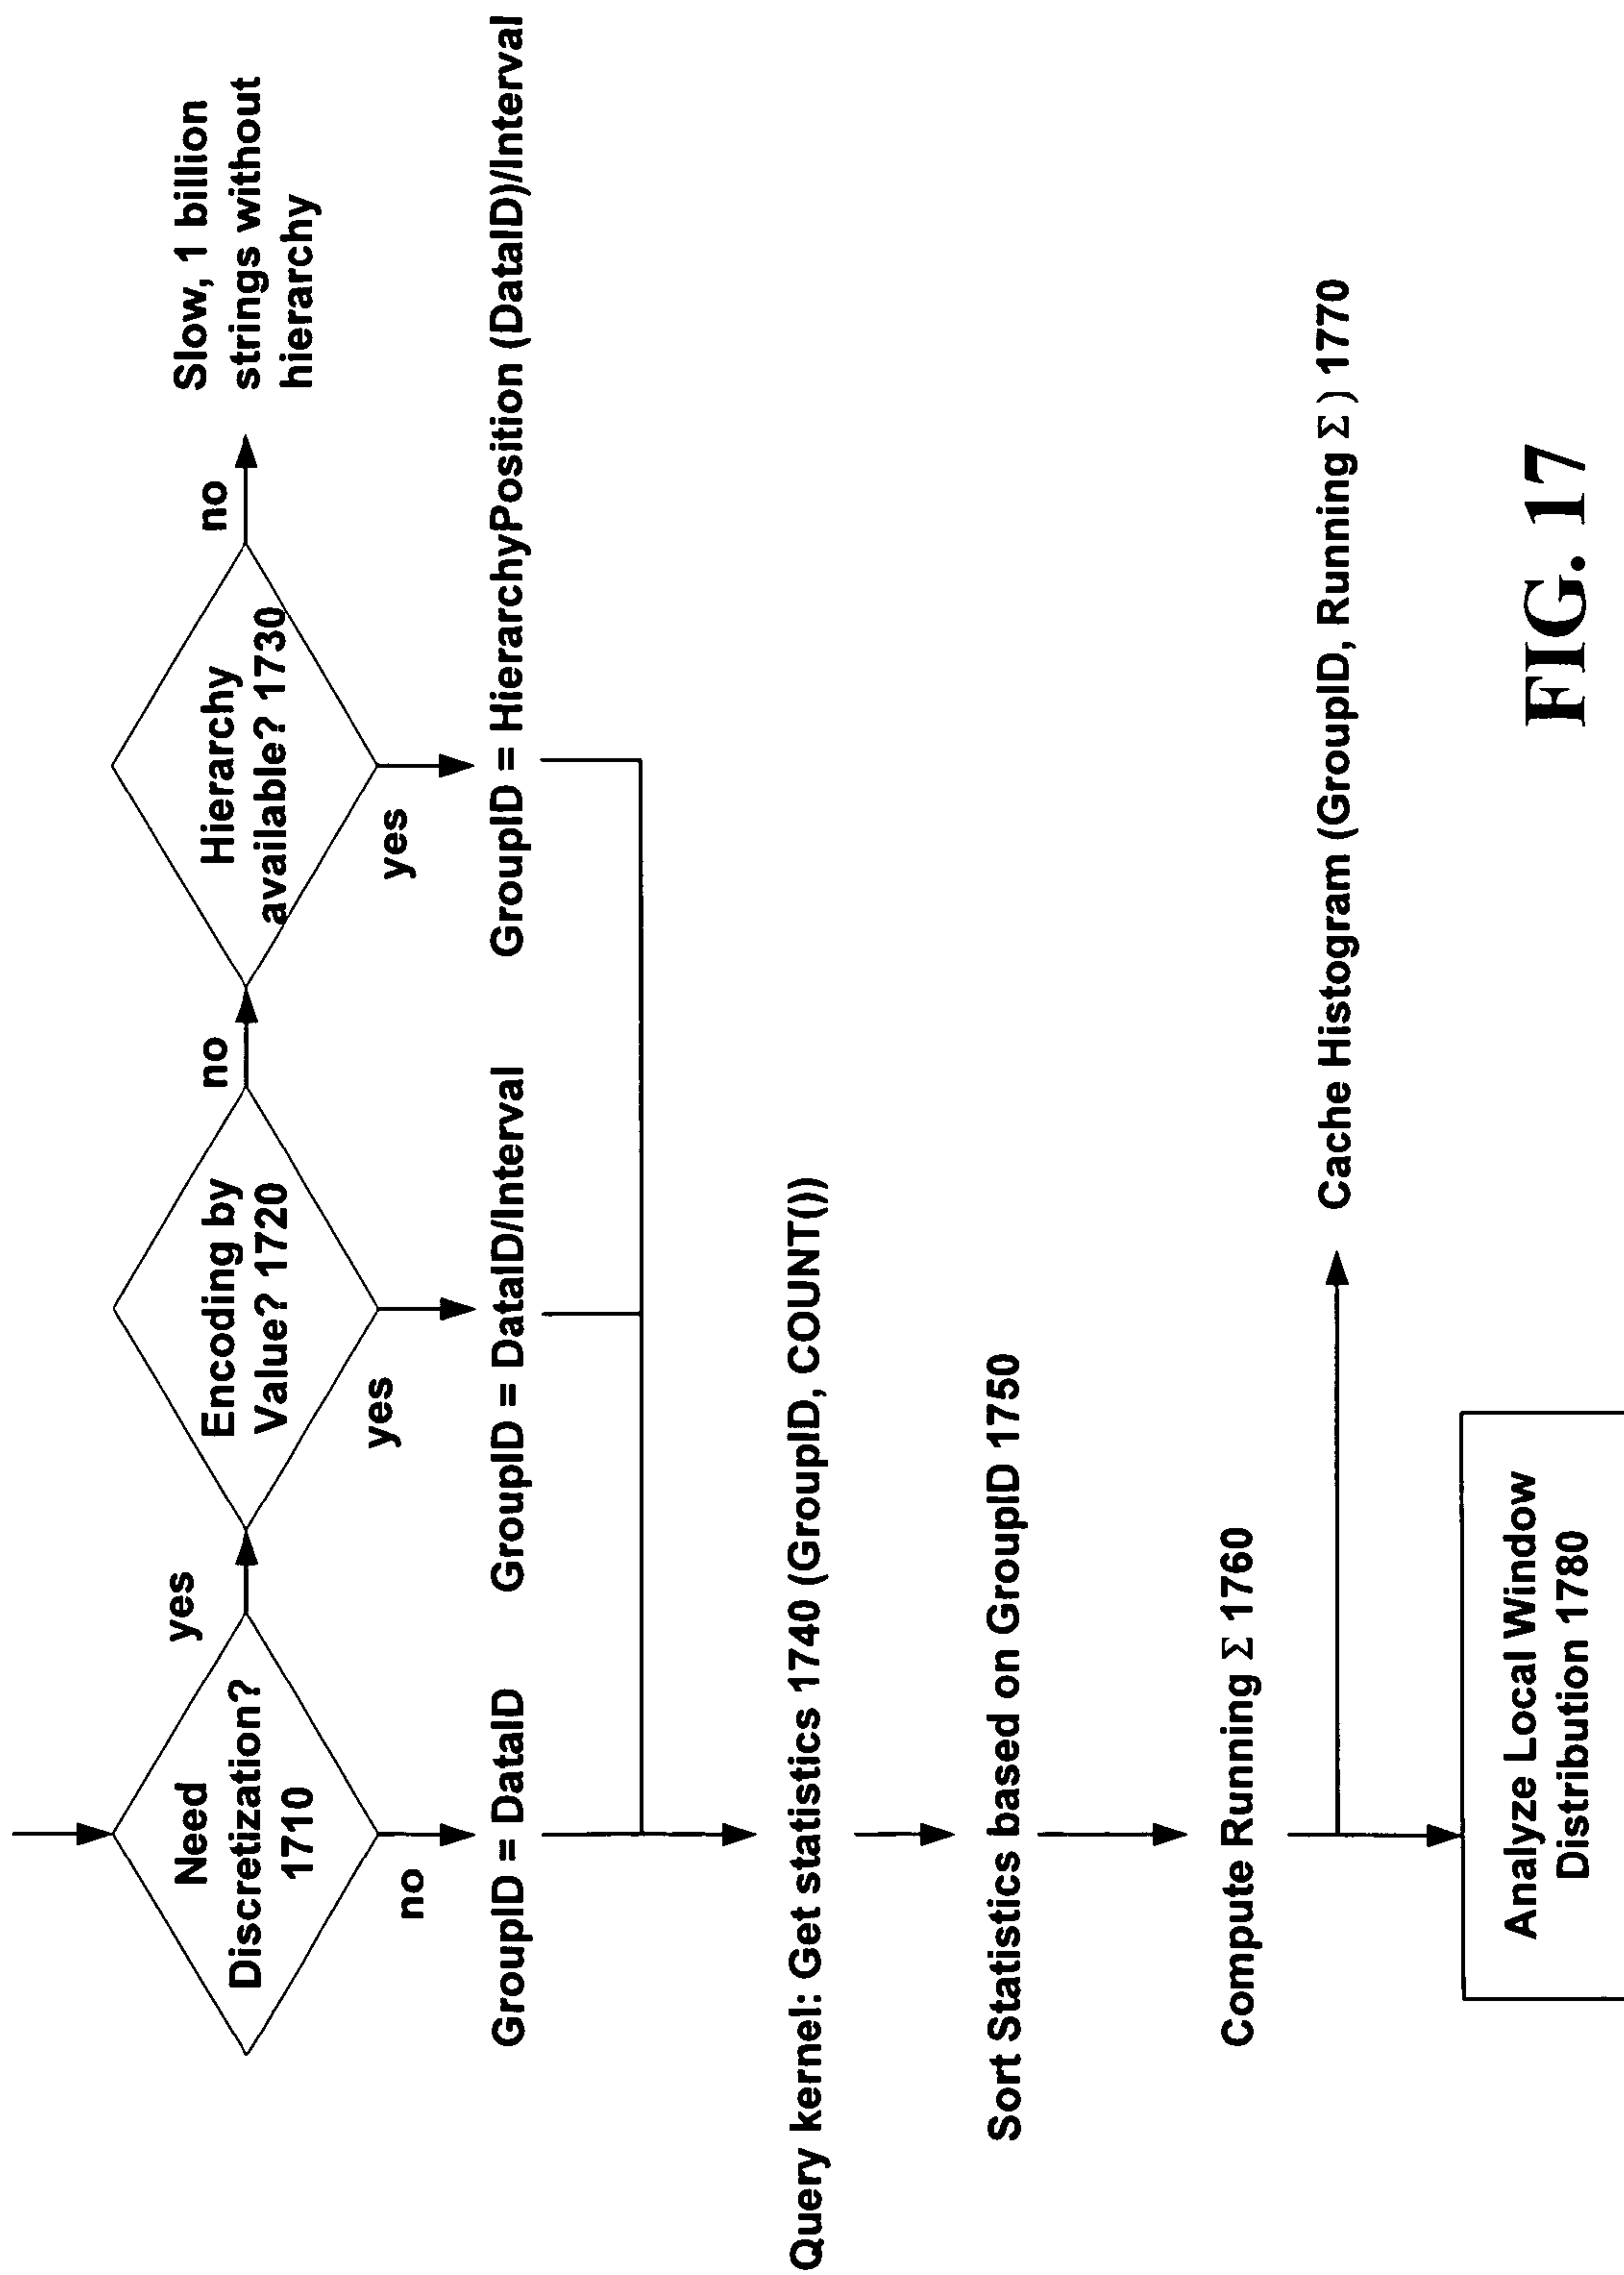 Need
Discretization?
1710
yes
no
Encoding by
Value? 1720
no
yes
Hierarchy
available? 1730
no
yes
Slow, 1 billion
strings without
hierarchy
GroupID = DataID
GroupID = DataID/Interval
GroupID = HierarchyPosition (DataID)/Interval
Query kernel: Get statistics 1740 (GroupID, COUNT())
Sort Statistics based on GroupID 1750
Compute Running Σ 1760
Cache Histogram (GroupID, Running Σ ) 1770
Analyze Local Window
Distribution 1780
FIG. 17